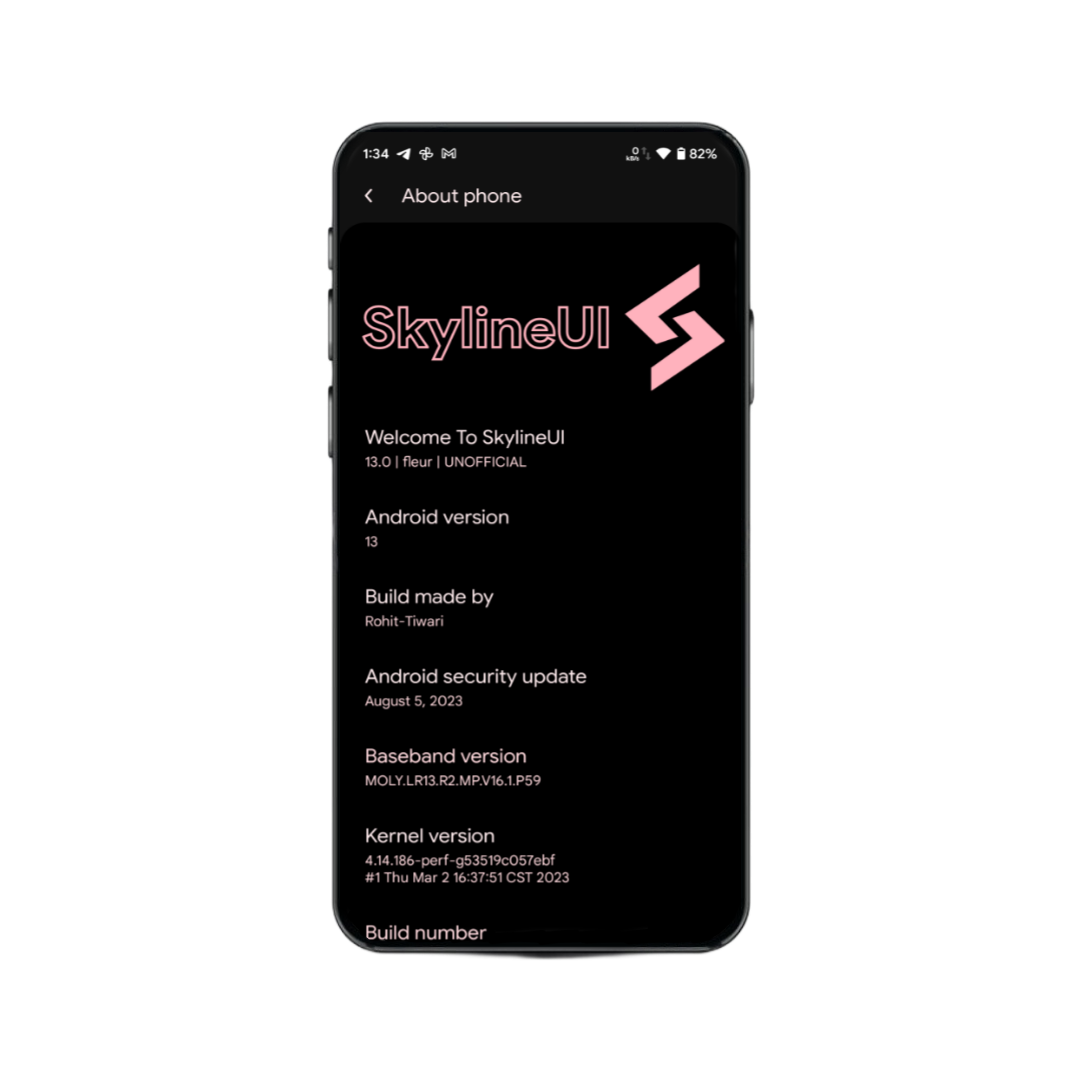 1:34 0 KB/s 82%
About phone
SkylineUI
Welcome To SkylineUI
13.0 | fleur | UNOFFICIAL
Android version
13
Build made by
Rohit-Tiwari
Android security update
August 5, 2023
Baseband version
MOLY.LR13.R2.MP.V16.1.P59
Kernel version
4.14.186-perf-g53519c057ebf
#1 Thu Mar 2 16:37:51 CST 2023
Build number